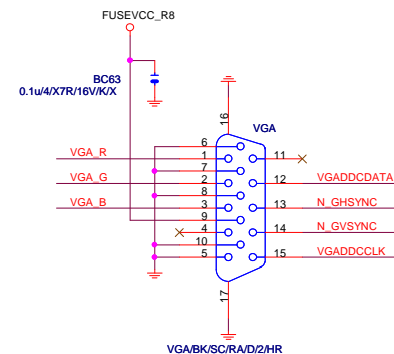 FUSEVCC_R8
BC63
0.1u/4/X7R/16V/K/X
VGA
16
6
VGA_R
1
11
7
VGA_G
2
12
VGADDCDATA
8
VGA_B
3
13
N_GHSYNC
9
4
14
N_GVSYNC
10
5
15
VGADDCCLK
17
VGA/BK/SC/RA/D/2/HR